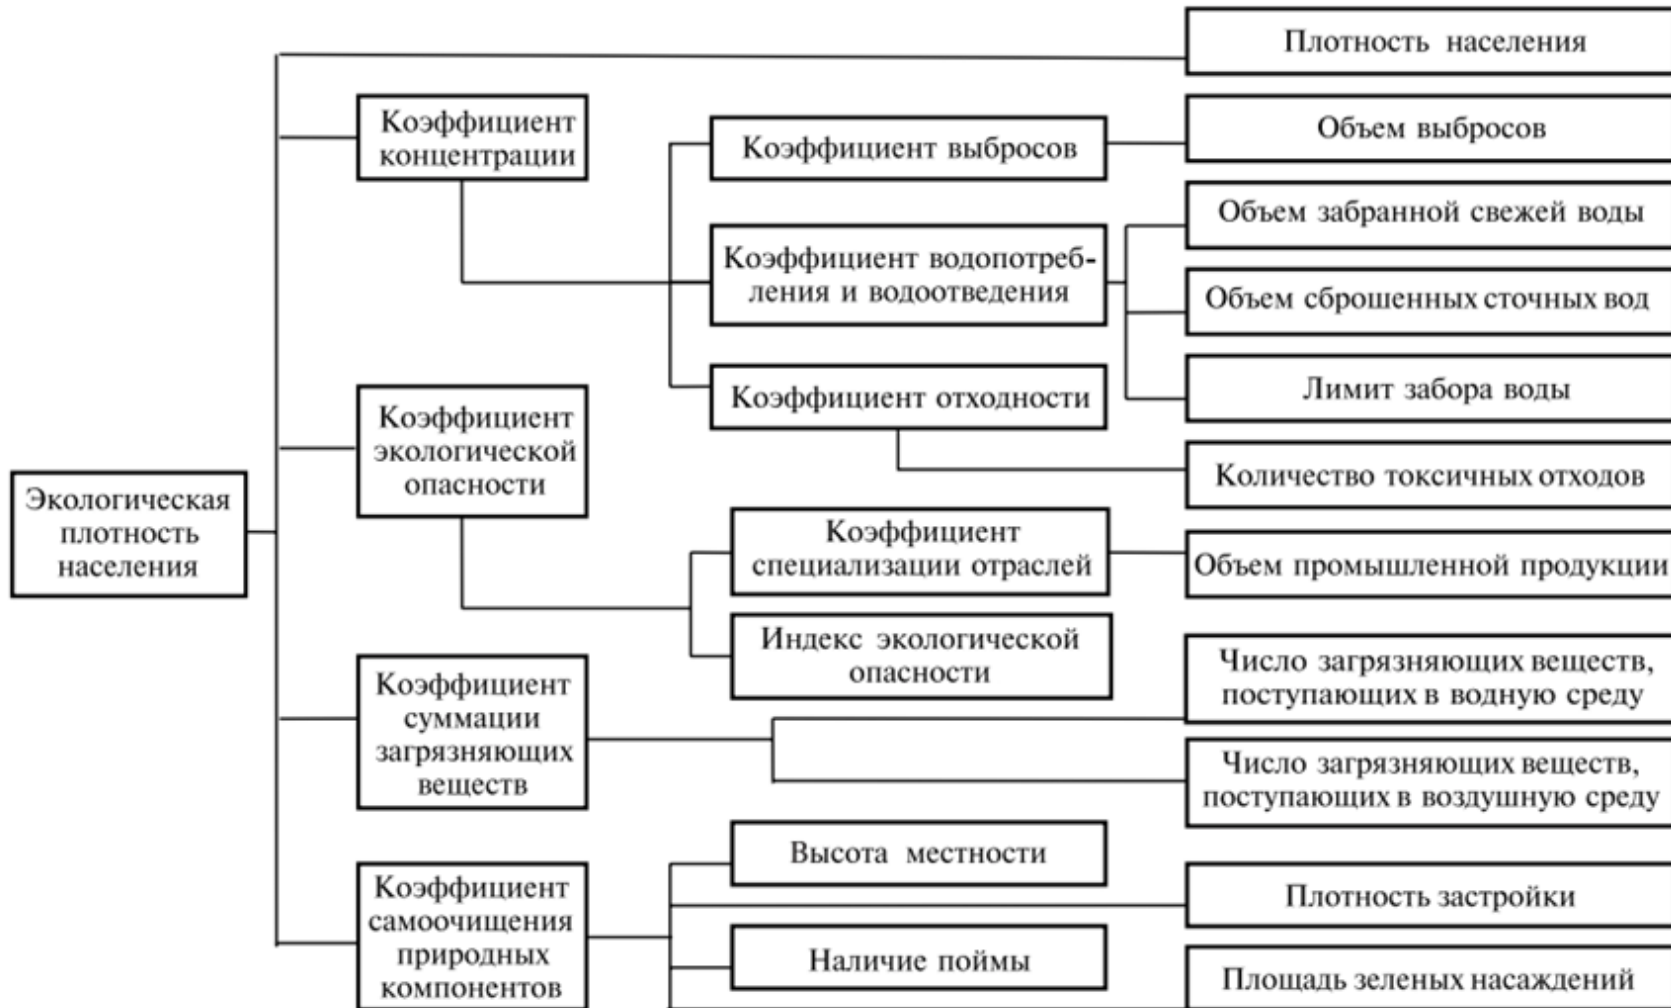 Плотность населения
Коэффициент
концентрации
Коэффициент выбросов
Объем выбросов
Коэффициент водопотреб-
ления и водоотведения
Объем забранной свежей воды
Объем сброшенных сточных вод
Лимит забора воды
Коэффициент отходности
Количество токсичных отходов
Экологическая
плотность
населения
Коэффициент
экологической
опасности
Коэффициент
специализации отраслей
Объем промышленной продукции
Индекс экологической
опасности
Коэффициент
суммации
загрязняющих
веществ
Число загрязняющих веществ,
поступающих в водную среду
Число загрязняющих веществ,
поступающих в воздушную среду
Коэффициент
самоочищения
природных
компонентов
Высота местности
Плотность застройки
Наличие поймы
Площадь зеленых насаждений